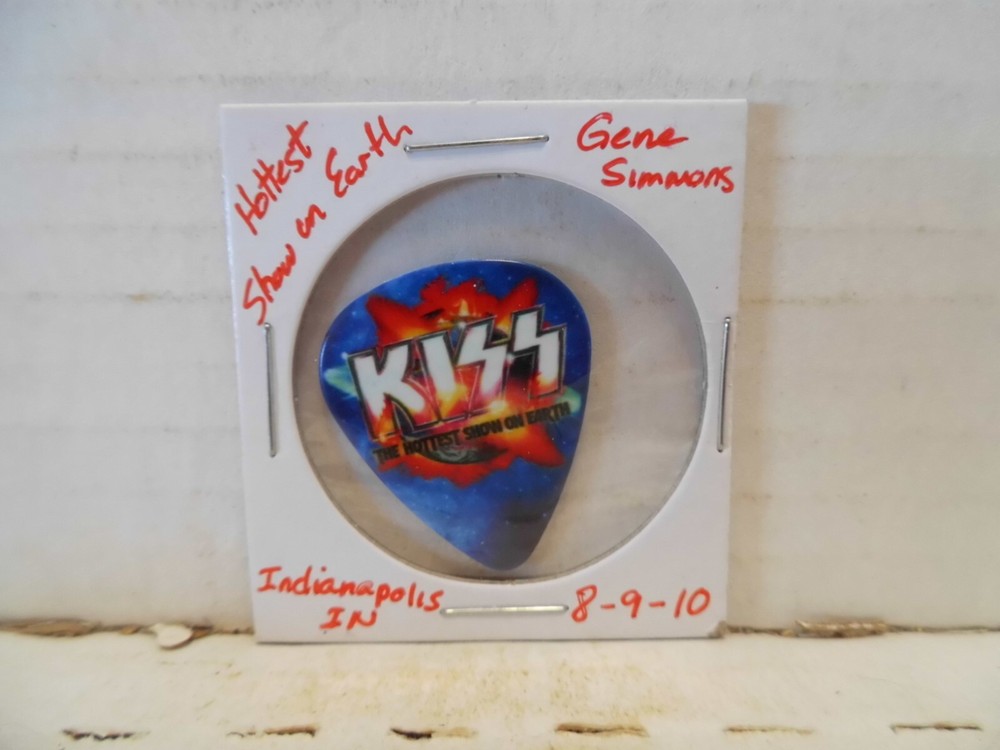 Hottest
Show on Earth
Gene
Simmons
KISS
THE HOTTEST SHOW ON EARTH
Indianapolis
IN
8-9-10